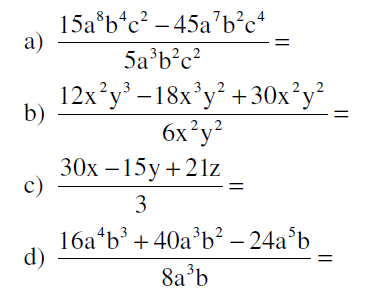 a) (15a⁸b⁴c² – 45a⁷b²c⁴) / (5a³b²c²) =
b) (12x²y³ – 18x³y² + 30x²y²) / (6x²y²) =
c) (30x – 15y + 21z) / 3 =
d) (16a⁴b³ + 40a³b² – 24a⁵b) / (8a³b) =